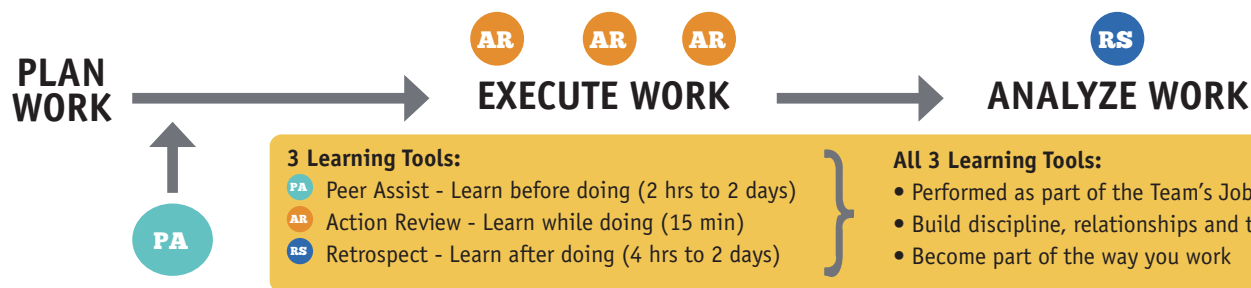 AR AR AR RS
PLAN
WORK
EXECUTE WORK
ANALYZE WORK
PA
3 Learning Tools:
PA Peer Assist - Learn before doing (2 hrs to 2 days)
AR Action Review - Learn while doing (15 min)
RS Retrospect - Learn after doing (4 hrs to 2 days)
All 3 Learning Tools:
• Performed as part of the Team's Job
• Build discipline, relationships and
• Become part of the way you work